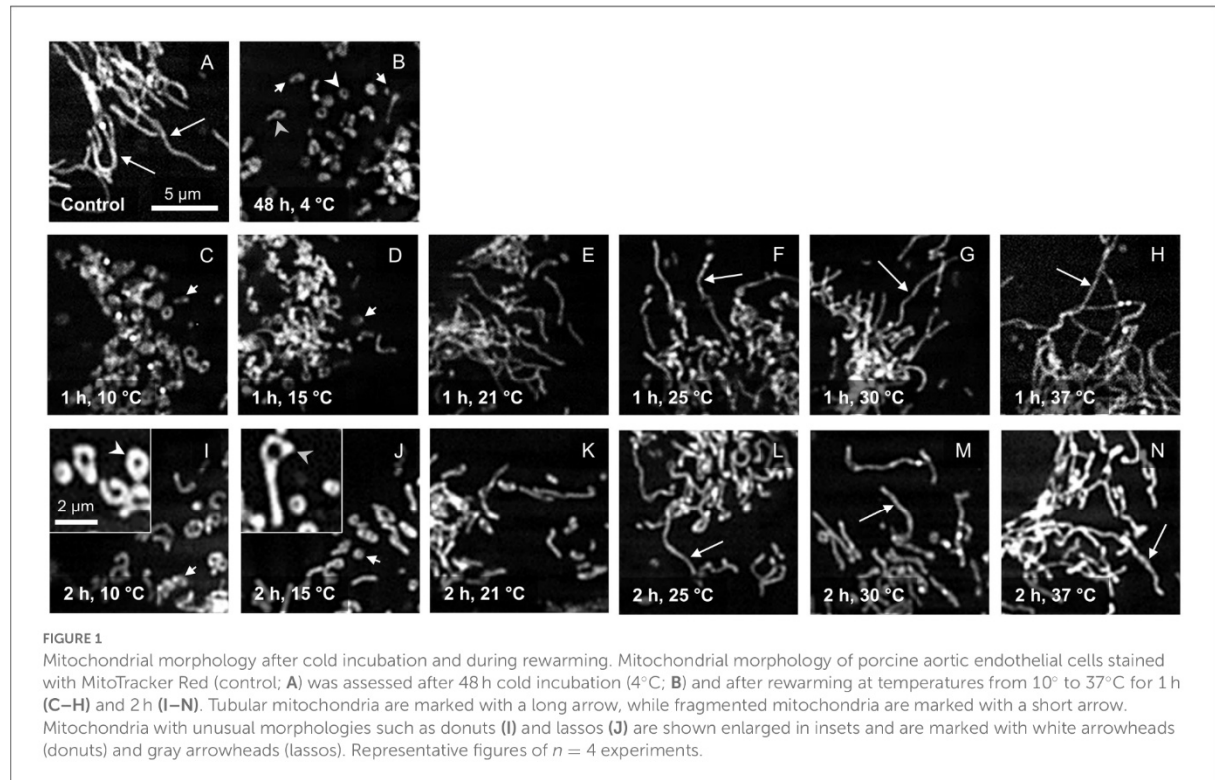 A
B
Control
5 µm
48 h, 4 °C
C
D
E
F
G
H
1 h, 10 °C
1 h, 15 °C
1 h, 21 °C
1 h, 25 °C
1 h, 30 °C
1 h, 37 °C
I
J
K
L
M
N
2 µm
2 h, 10 °C
2 h, 15 °C
2 h, 21 °C
2 h, 25 °C
2 h, 30 °C
2 h, 37 °C
FIGURE 1
Mitochondrial morphology after cold incubation and during rewarming. Mitochondrial morphology of porcine aortic endothelial cells stained
with MitoTracker Red (control; A) was assessed after 48 h cold incubation (4°C; B) and after rewarming at temperatures from 10° to 37°C for 1 h
(C–H) and 2 h (I–N). Tubular mitochondria are marked with a long arrow, while fragmented mitochondria are marked with a short arrow.
Mitochondria with unusual morphologies such as donuts (I) and lassos (J) are shown enlarged in insets and are marked with white arrowheads
(donuts) and gray arrowheads (lassos). Representative figures of n = 4 experiments.